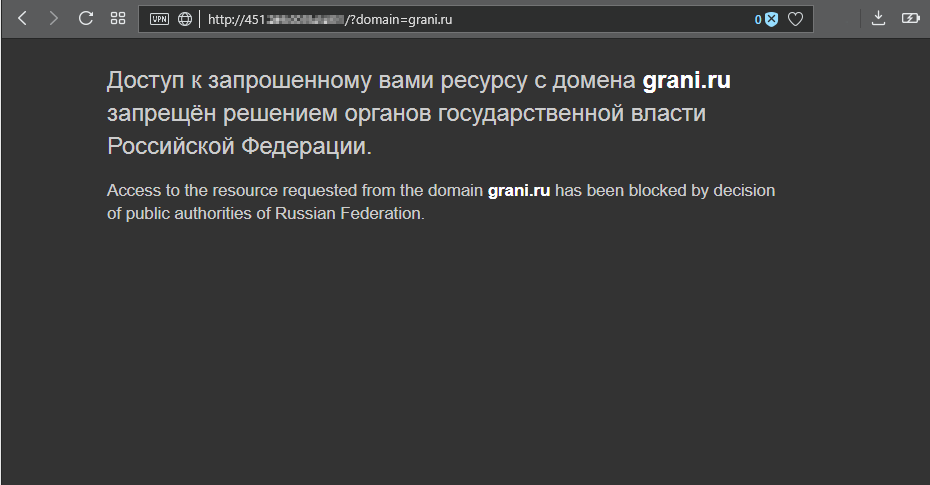 VPN http://451 /?domain=grani.ru 0
Доступ к запрошенному вами ресурсу с домена grani.ru
запрещён решением органов государственной власти
Российской Федерации.
Access to the resource requested from the domain grani.ru has been blocked by decision
of public authorities of Russian Federation.